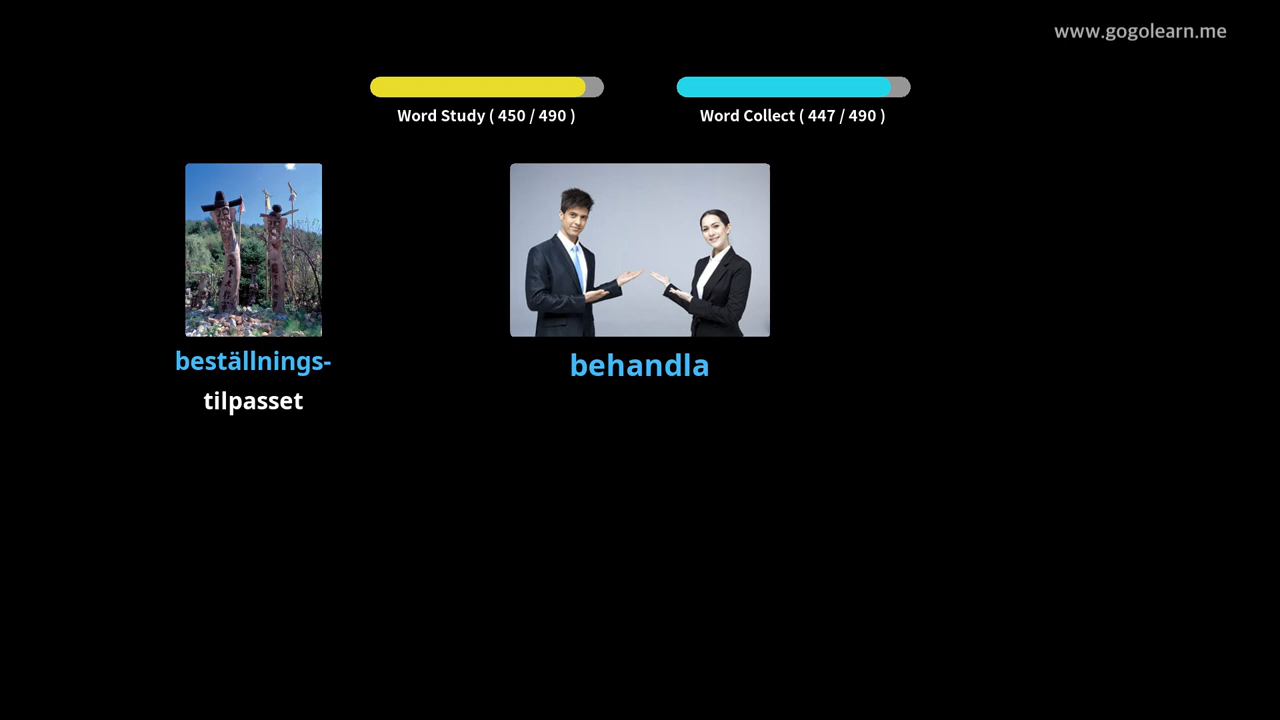 www.gogolearn.me
Word Study ( 450 / 490 )
Word Collect ( 447 / 490 )
beställnings-
tilpasset
behandla